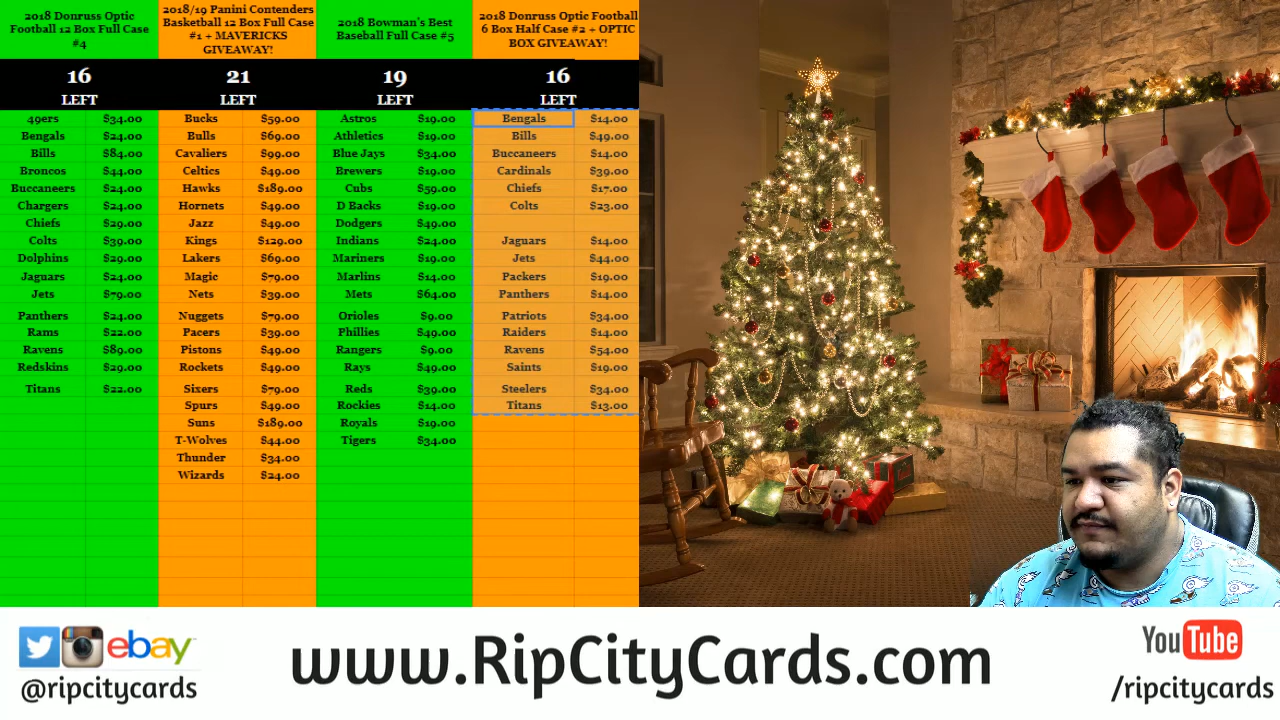 2018 Donruss Optic
Football 12 Box Full Case
#4
16
LEFT
49ers $34.00
Bengals $24.00
Bills $84.00
Broncos $44.00
Buccaneers $24.00
Chargers $24.00
Chiefs $29.00
Colts $39.00
Dolphins $29.00
Jaguars $24.00
Jets $79.00
Panthers $24.00
Rams $22.00
Ravens $89.00
Redskins $29.00
Titans $22.00
2018/19 Panini Contenders
Basketball 12 Box Full Case
#1 + MAVERICKS
GIVEAWAY!
21
LEFT
Bucks $59.00
Bulls $69.00
Cavaliers $99.00
Celtics $49.00
Hawks $189.00
Hornets $49.00
Jazz $49.00
Kings $129.00
Lakers $69.00
Magic $79.00
Nets $39.00
Nuggets $79.00
Pacers $39.00
Pistons $49.00
Rockets $49.00
Sixers $79.00
Spurs $49.00
Suns $189.00
T-Wolves $44.00
Thunder $34.00
Wizards $24.00
2018 Bowman's Best
Baseball Full Case #5
19
LEFT
Astros $19.00
Athletics $19.00
Blue Jays $34.00
Brewers $19.00
Cubs $59.00
D Backs $19.00
Dodgers $49.00
Indians $24.00
Mariners $19.00
Marlins $14.00
Mets $64.00
Orioles $9.00
Phillies $49.00
Rangers $9.00
Rays $49.00
Reds $39.00
Rockies $14.00
Royals $19.00
Tigers $34.00
2018 Donruss Optic Football
6 Box Half Case #2 + OPTIC
BOX GIVEAWAY!
16
LEFT
Bengals $14.00
Bills $49.00
Buccaneers $14.00
Cardinals $39.00
Chiefs $17.00
Colts $23.00
Jaguars $14.00
Jets $44.00
Packers $19.00
Panthers $14.00
Patriots $34.00
Raiders $14.00
Ravens $54.00
Saints $19.00
Steelers $34.00
Titans $13.00
ebay
@ripcitycards
www.RipCityCards.com
YouTube
/ripcitycards